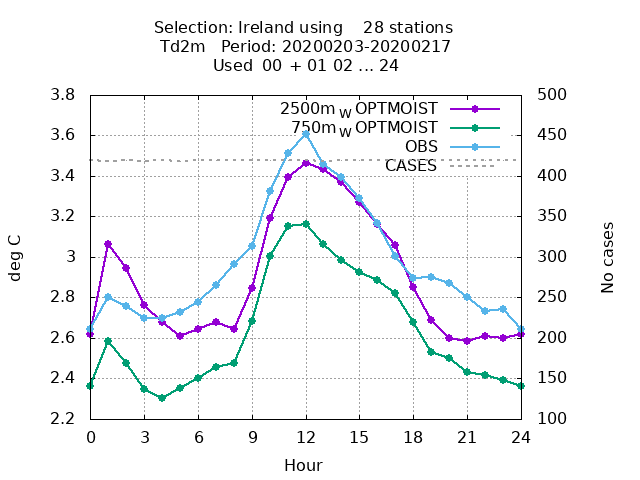 Selection: Ireland using 28 stations
Td2m Period: 20200203-20200217
Used 00 + 01 02 ... 24
2500m W OPTMOIST
750m W OPTMOIST
OBS
CASES
3.8
3.6
3.4
3.2
3
2.8
2.6
2.4
2.2
500
450
400
350
300
250
200
150
100
deg C
No cases
0 3 6 9 12 15 18 21 24
Hour